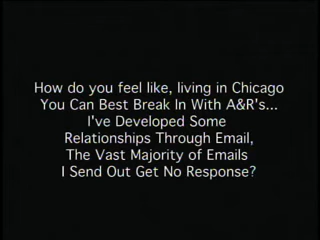 How do you feel like, living in Chicago
You Can Best Break In With A&R's...
I've Developed Some
Relationships Through Email,
The Vast Majority of Emails
I Send Out Get No Response?